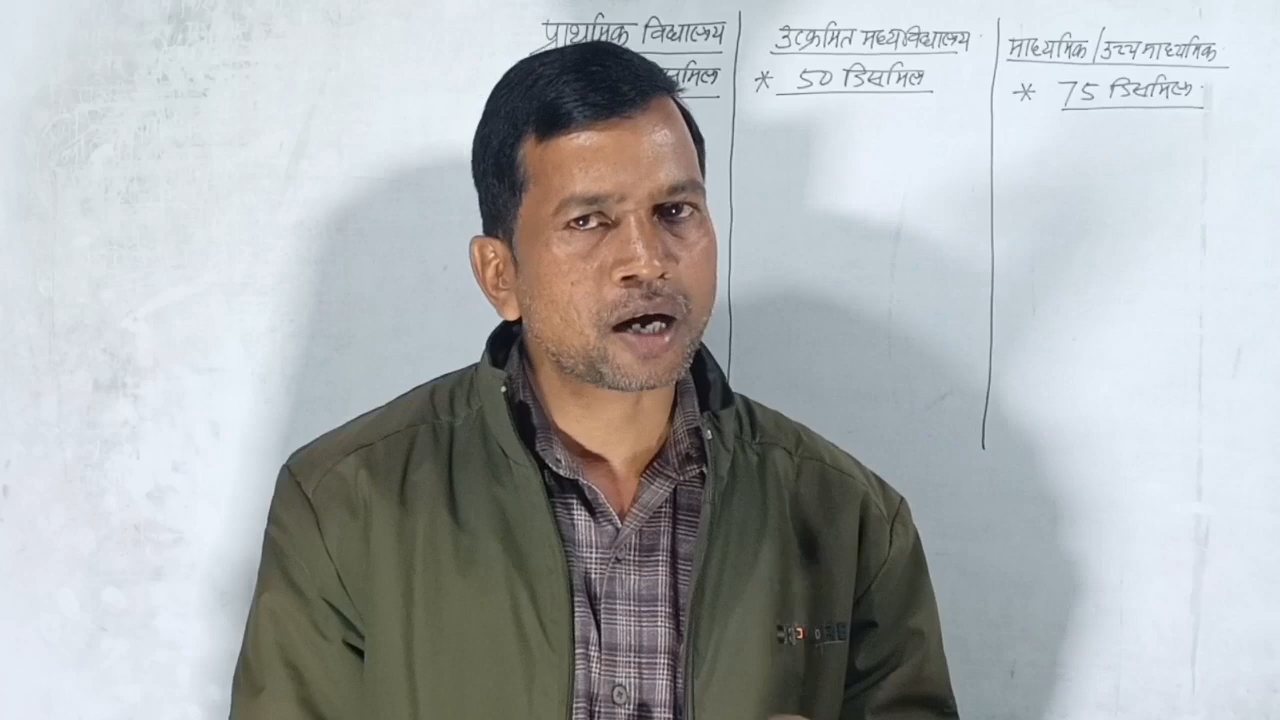 प्राथमिक विद्यालय
उत्क्रमित मध्यविद्यालय
* 50 डिसमिल
माध्यमिक/उच्च माध्यमिक
* 75 डिसमिल